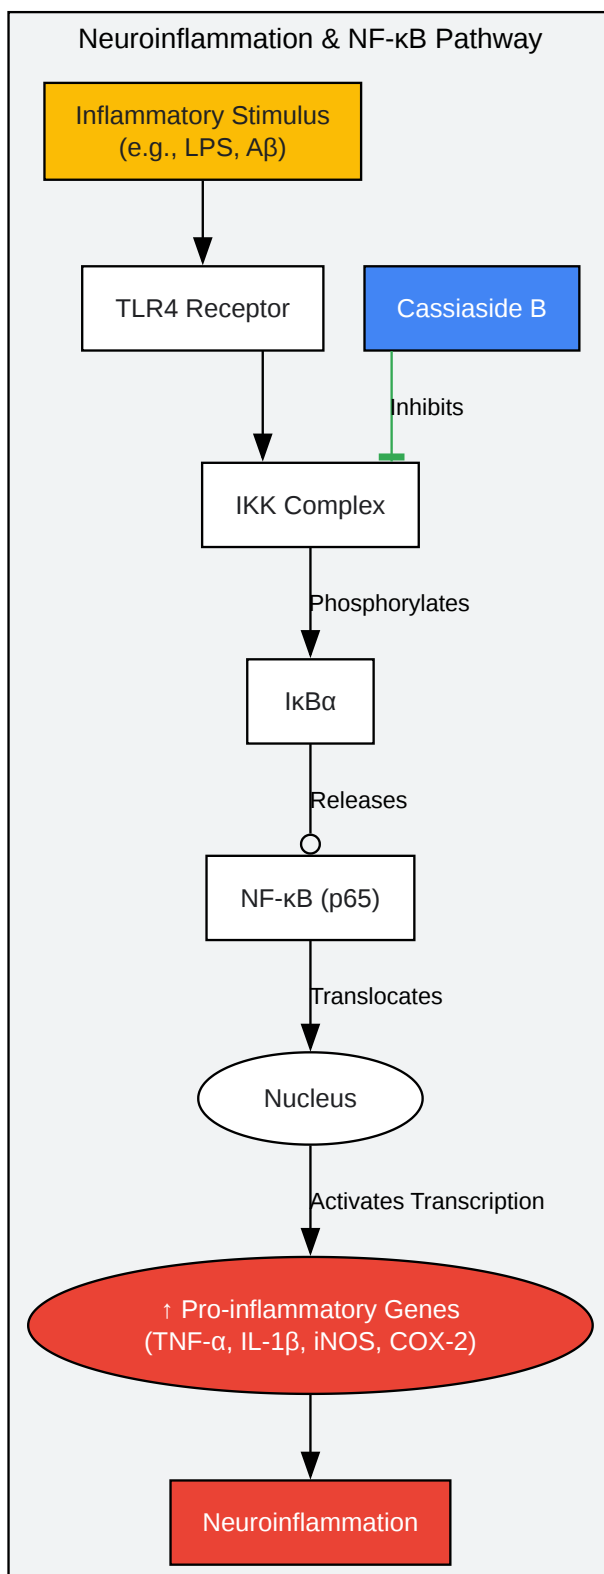 Neuroinflammation & NF-κB Pathway
Inflammatory Stimulus
(e.g., LPS, Aβ)
TLR4 Receptor
Cassiaside B
Inhibits
IKK Complex
Phosphorylates
IκBα
Releases
NF-κB (p65)
Translocates
Nucleus
Activates Transcription
↑ Pro-inflammatory Genes
(TNF-α, IL-1β, iNOS, COX-2)
Neuroinflammation